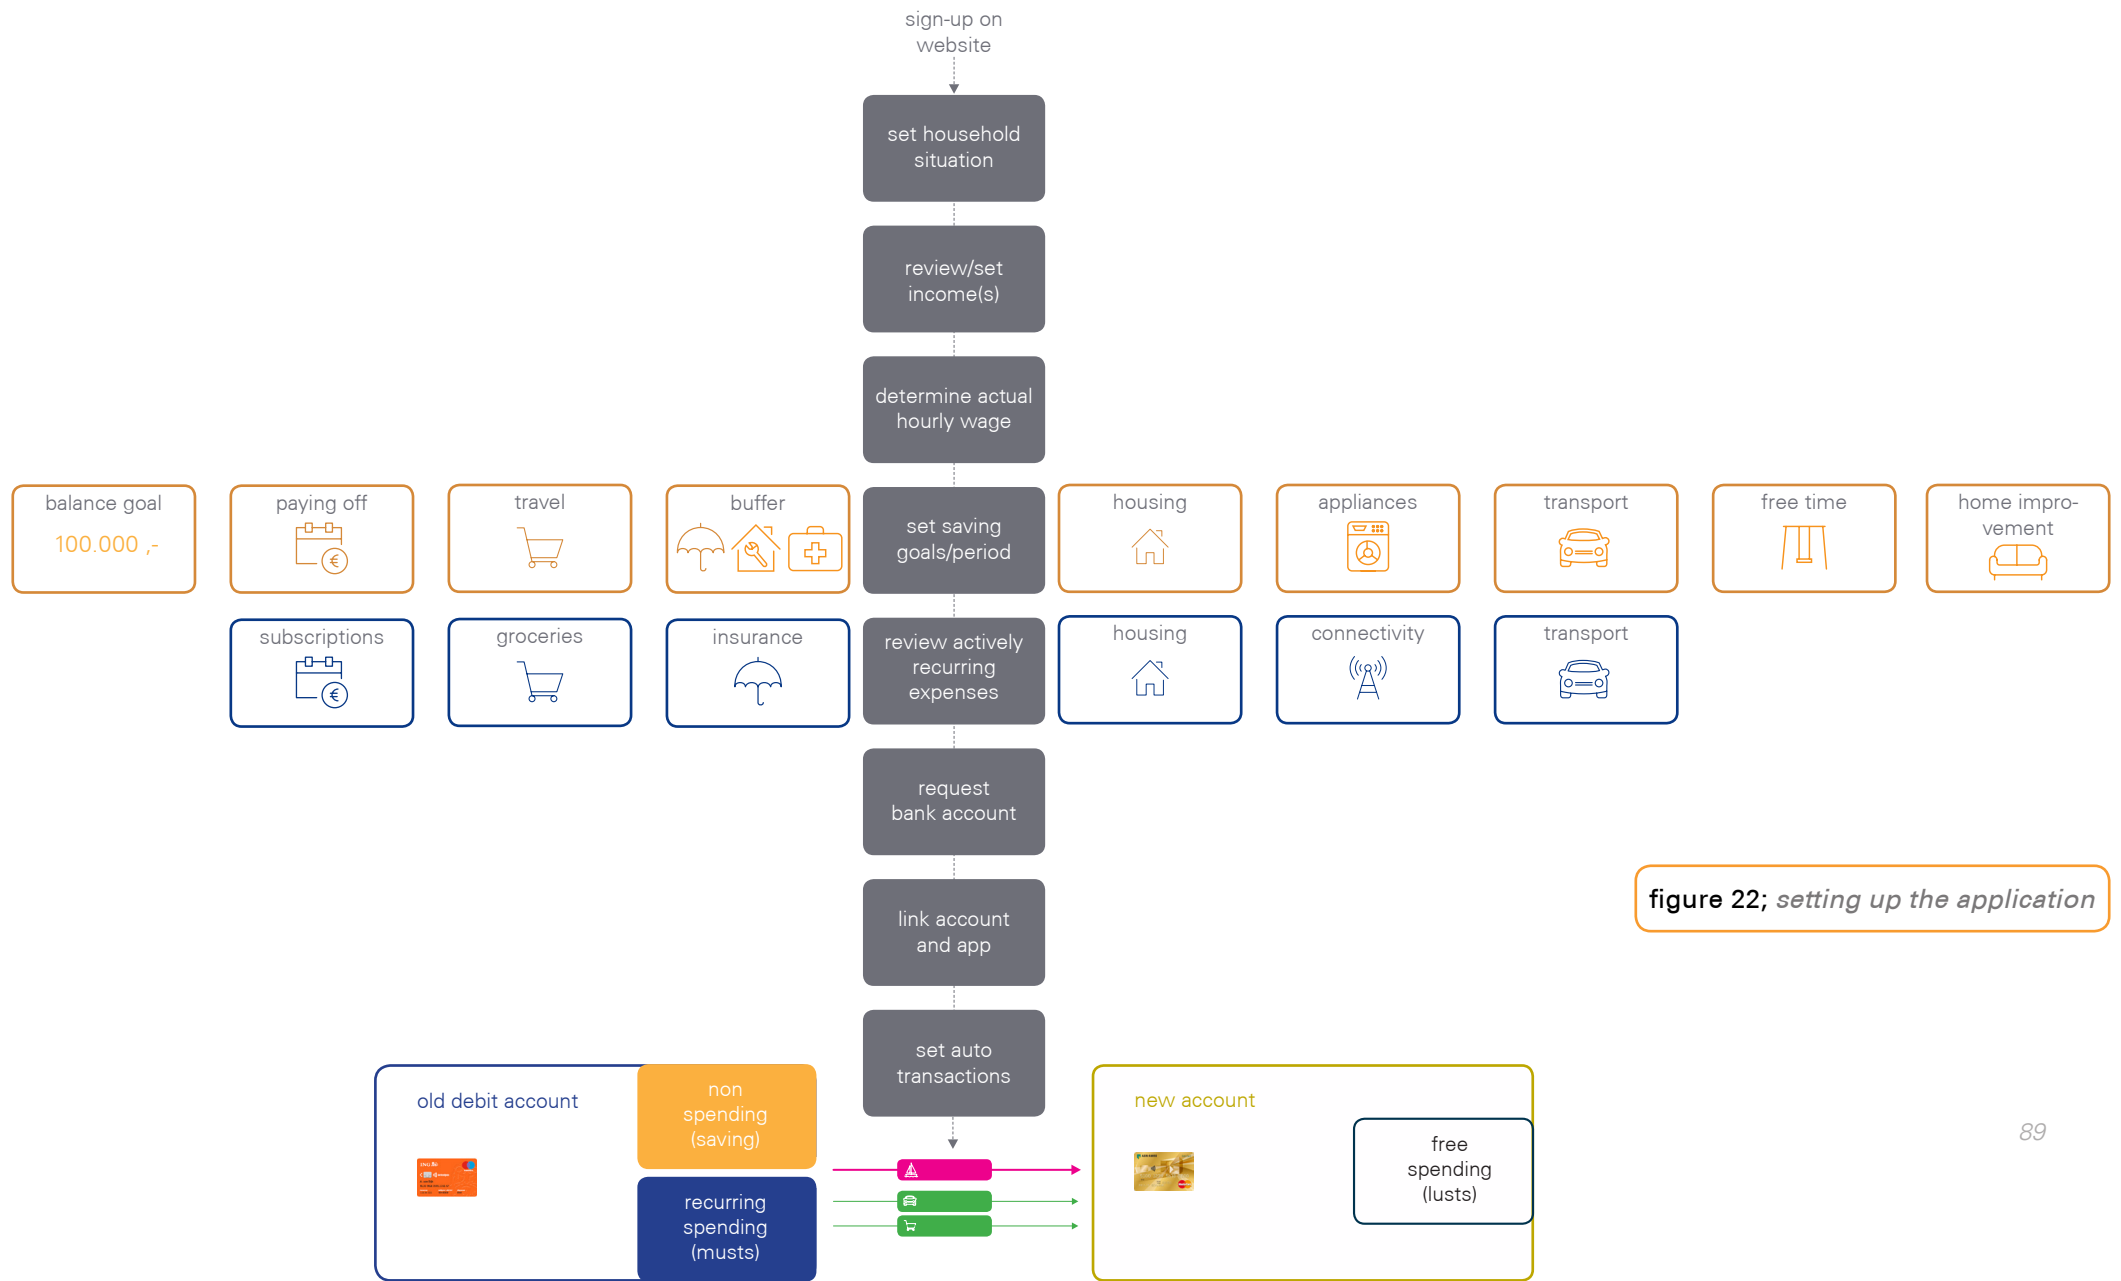 sign-up on
website
set household
situation
review/set
income(s)
determine actual
hourly wage
balance goal
100.000 ,-
paying off
travel
buffer
set saving
goals/period
housing
appliances
transport
free time
home impro-
vement
subscriptions
groceries
insurance
review actively
recurring
expenses
housing
connectivity
transport
request
bank account
link account
and app
figure 22; setting up the application
set auto
transactions
old debit account
non
spending
(saving)
recurring
spending
(musts)
new account
free
spending
(lusts)
89